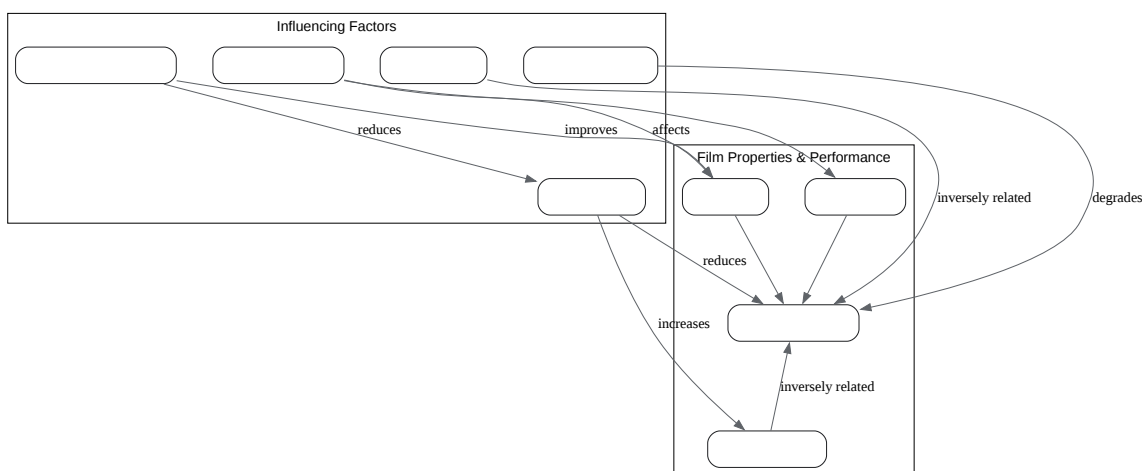 Influencing Factors
reduces
improves
affects
Film Properties & Performance
inversely related
degrades
reduces
increases
inversely related